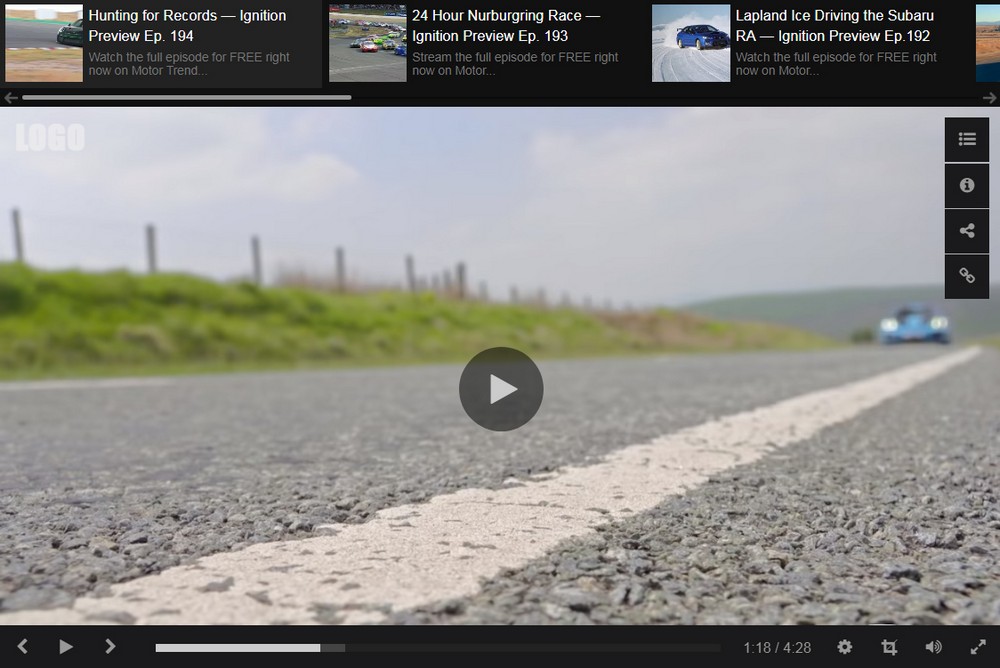 Hunting for Records — Ignition
Preview Ep. 194
Watch the full episode for FREE right
now on Motor Trend...
24 Hour Nurburgring Race —
Ignition Preview Ep. 193
Stream the full episode for FREE right
now on Motor...
Lapland Ice Driving the Subaru
RA — Ignition Preview Ep.192
Watch the full episode for FREE right
now on Motor...
LOGO
1:18 / 4:28